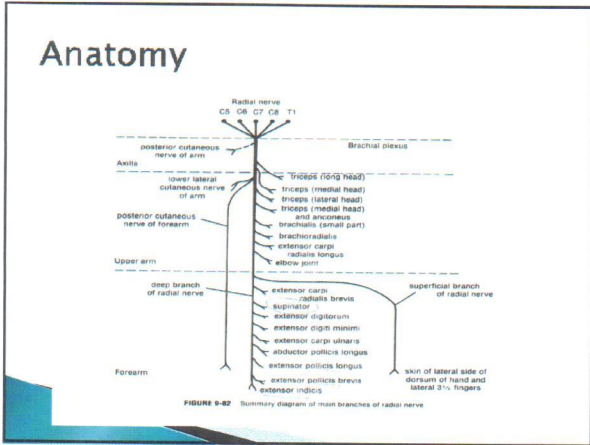 Anatomy
Radial nerve
C5 C6 C7 C8 T1
posterior cutaneous
nerve of arm
Brachial plexus
Axilla
triceps (long head)
lower lateral
cutaneous nerve
of arm
triceps (medial head)
triceps (lateral head)
triceps (medial head)
and anconeus
posterior cutaneous
nerve of forearm
brachialis (small part)
brachioradialis
extensor carpi
radialis longus
elbow joint
Upper arm
deep branch
of radial nerve
superficial branch
of radial nerve
extensor carpi
radialis brevis
supinator
extensor digitorum
extensor digiti minimi
extensor carpi ulnaris
abductor pollicis longus
extensor pollicis longus
Forearm
extensor pollicis brevis
extensor indicis
skin of lateral side of
dorsum of hand and
lateral 3½ fingers
FIGURE 9-82 Summary diagram of main branches of radial nerve